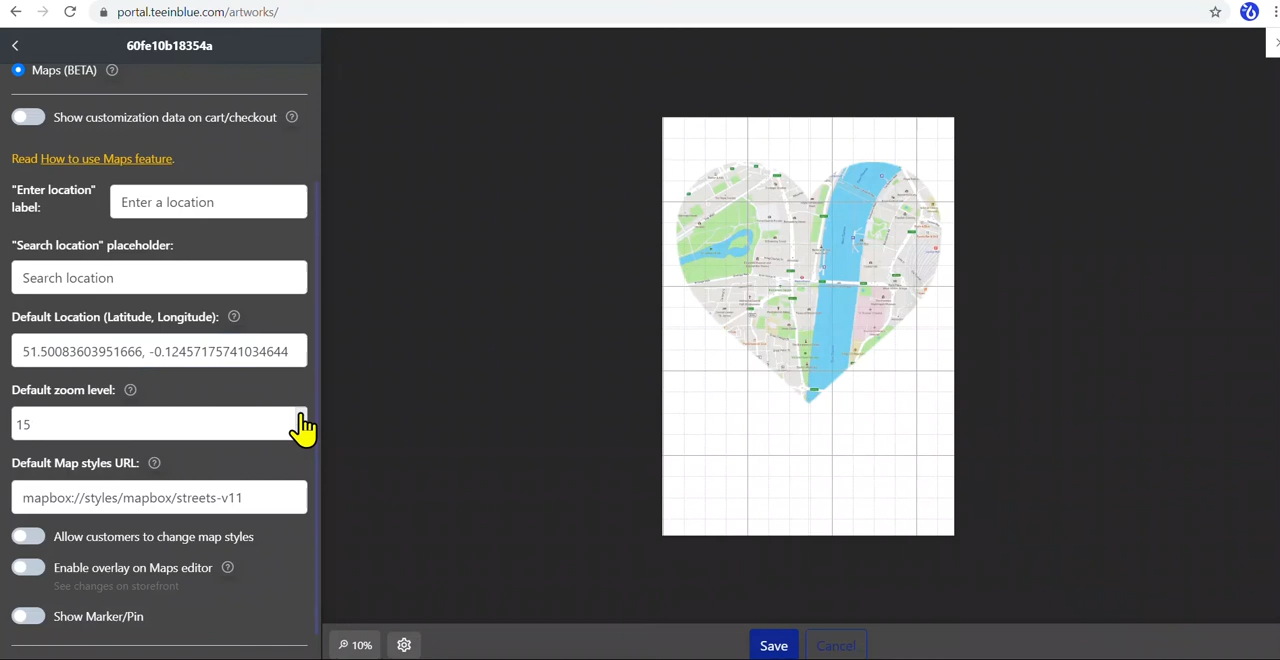 portal.teeinblue.com/artworks/
60fe10b18354a
Maps (BETA)
Show customization data on cart/checkout
Read How to use Maps feature.
"Enter location" label:
Enter a location
"Search location" placeholder:
Search location
Default Location (Latitude, Longitude):
51.50083603951666, -0.12457175741034644
Default zoom level:
15
Default Map styles URL:
mapbox://styles/mapbox/streets-v11
Allow customers to change map styles
Enable overlay on Maps editor
See changes on storefront
Show Marker/Pin
10%
Save
Cancel